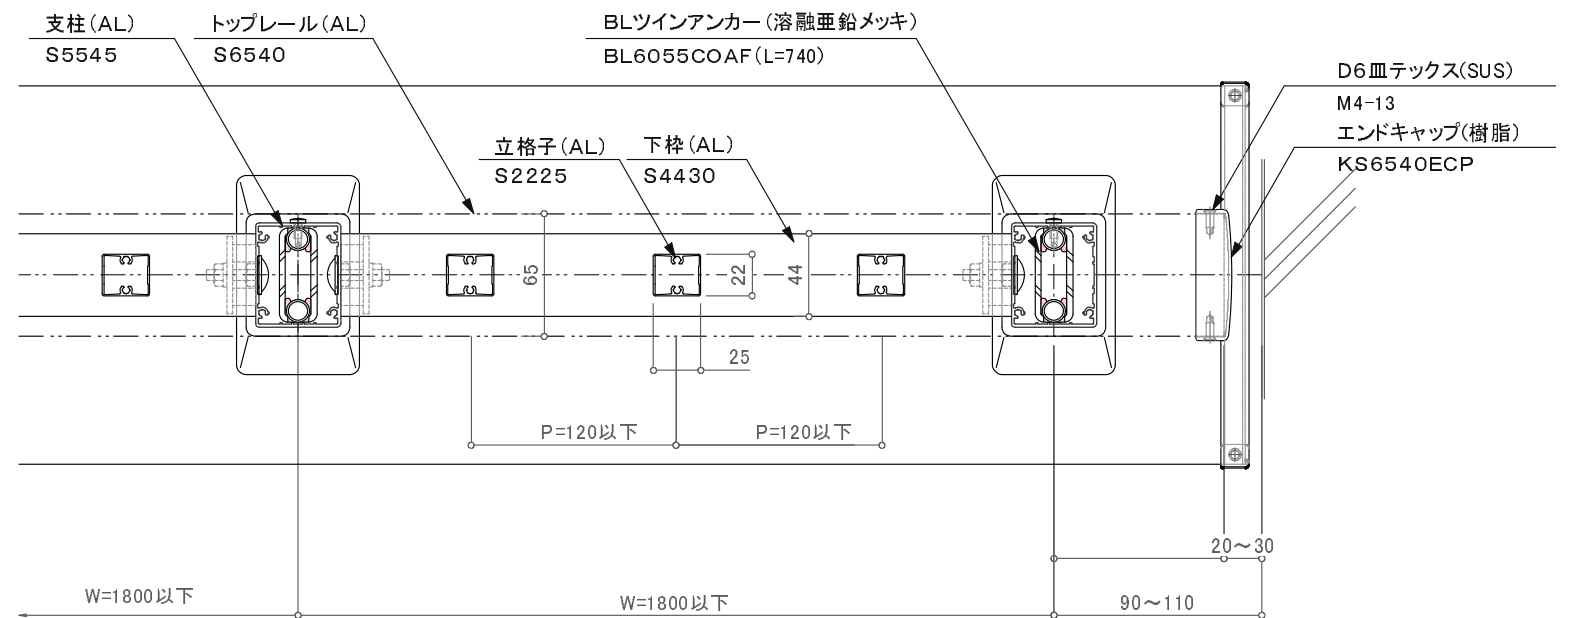 支柱(AL)
S5545
トップレール(AL)
S6540
BLツインアンカー(溶融亜鉛メッキ)
BL6055COAF(L=740)
D6皿テックス(SUS)
M4-13
エンドキャップ(樹脂)
KS6540ECP
立格子(AL)
S2225
下枠(AL)
S4430
65
22
44
25
P=120以下
P=120以下
20～30
W=1800以下
W=1800以下
90～110